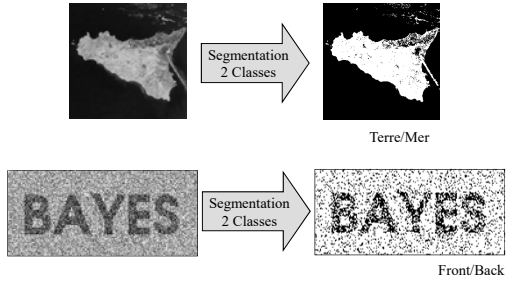 Segmentation
2 Classes
Terre/Mer
BAYES
Segmentation
2 Classes
BAYES
Front/Back